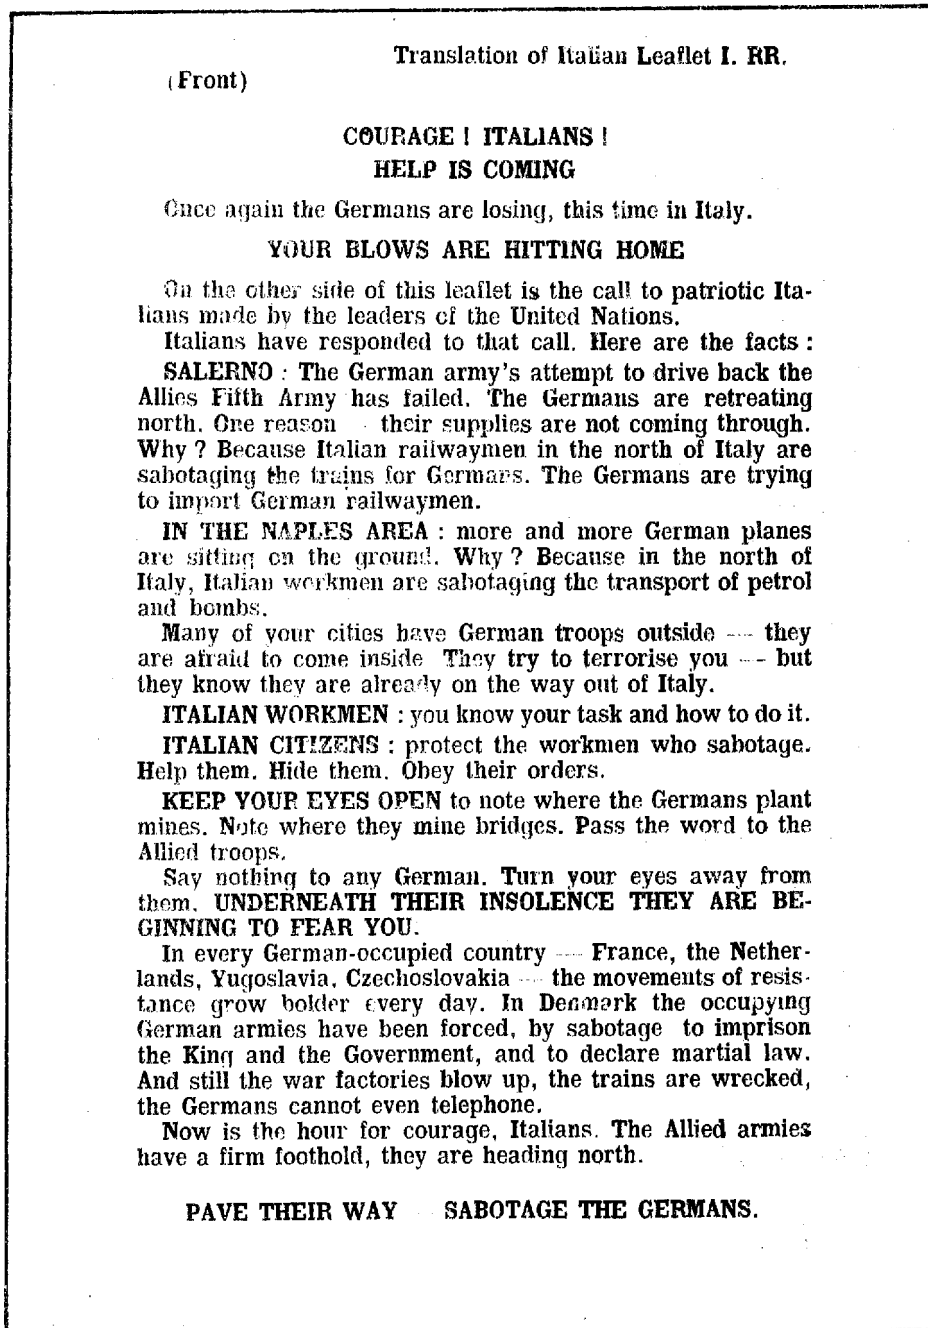 Translation of Italian Leaflet I. RR.
(Front)
COURAGE ! ITALIANS !
HELP IS COMING
Once again the Germans are losing, this time in Italy.
YOUR BLOWS ARE HITTING HOME
On the other side of this leaflet is the call to patriotic Ita-
lians made by the leaders of the United Nations.
Italians have responded to that call. Here are the facts :
SALERNO : The German army's attempt to drive back the
Allies Fifth Army has failed. The Germans are retreating
north. One reason - their supplies are not coming through.
Why ? Because Italian railwaymen in the north of Italy are
sabotaging the trains for Germans. The Germans are trying
to import German railwaymen.
IN THE NAPLES AREA : more and more German planes
are sitting on the ground. Why ? Because in the north of
Italy, Italian workmen are sabotaging the transport of petrol
and bombs.
Many of your cities have German troops outside — they
are afraid to come inside They try to terrorise you — but
they know they are already on the way out of Italy.
ITALIAN WORKMEN : you know your task and how to do it.
ITALIAN CITIZENS : protect the workmen who sabotage.
Help them. Hide them. Obey their orders.
KEEP YOUR EYES OPEN to note where the Germans plant
mines. Note where they mine bridges. Pass the word to the
Allied troops.
Say nothing to any German. Turn your eyes away from
them. UNDERNEATH THEIR INSOLENCE THEY ARE BE-
GINNING TO FEAR YOU.
In every German-occupied country — France, the Nether-
lands, Yugoslavia, Czechoslovakia — the movements of resis-
tance grow bolder every day. In Denmark the occupying
German armies have been forced, by sabotage to imprison
the King and the Government, and to declare martial law.
And still the war factories blow up, the trains are wrecked,
the Germans cannot even telephone.
Now is the hour for courage, Italians. The Allied armies
have a firm foothold, they are heading north.
PAVE THEIR WAY SABOTAGE THE GERMANS.